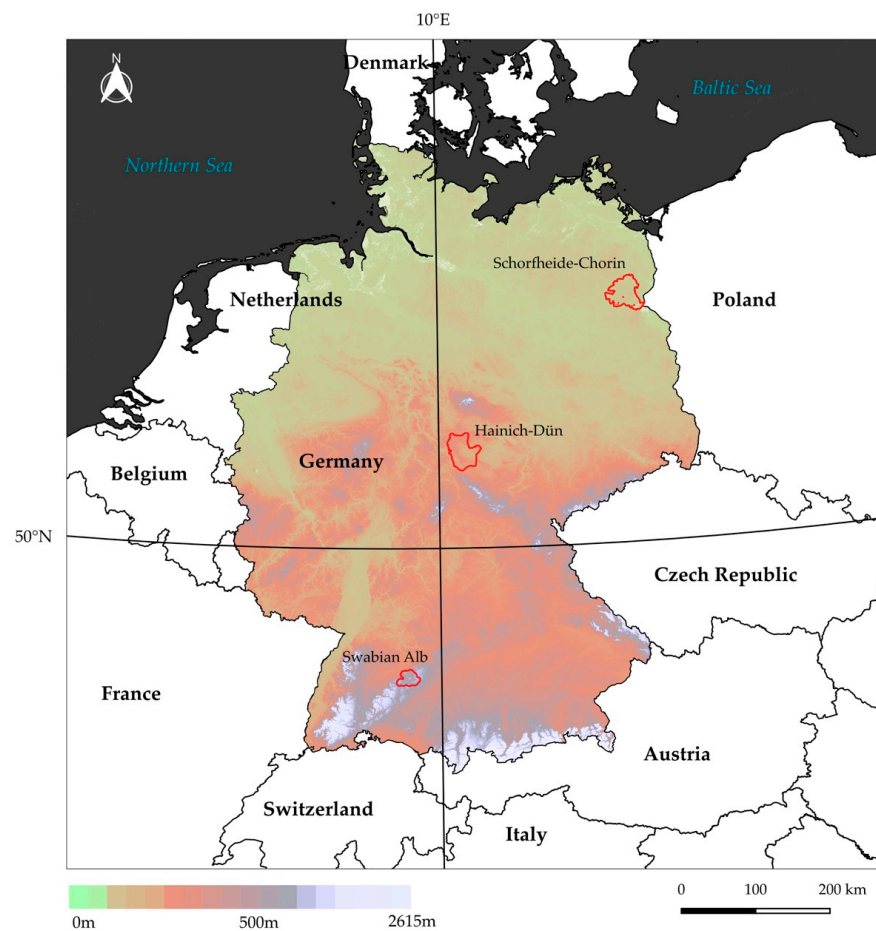 10°E
N
Denmark
Baltic Sea
Northern Sea
Schorfheide-Chorin
Netherlands
Poland
Hainich-Dün
Germany
Belgium
50°N
Czech Republic
Swabian Alb
France
Austria
Switzerland
Italy
0m 500m 2615m
0 100 200 km